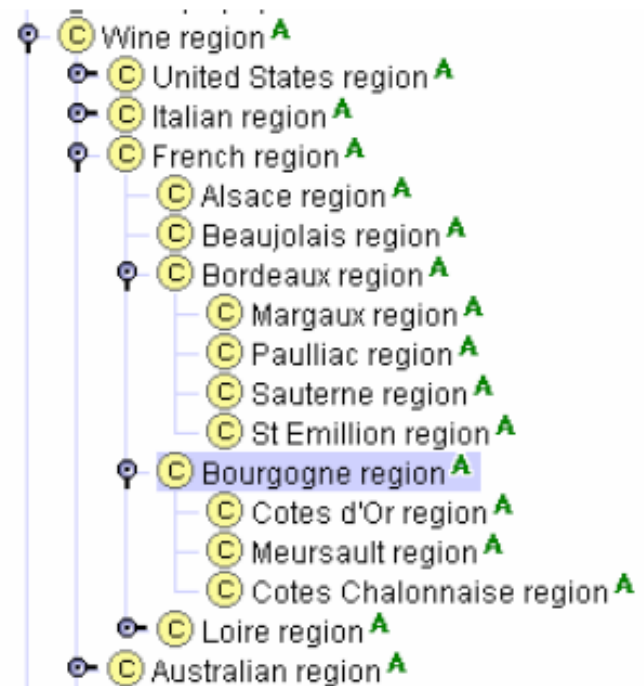 C Wine region A
C United States region A
C Italian region A
C French region A
C Alsace region A
C Beaujolais region A
C Bordeaux region A
C Margaux region A
C Paulliac region A
C Sauterne region A
C St Emillion region A
C Bourgogne region A
C Cotes d'Or region A
C Meursault region A
C Cotes Chalonnaise region A
C Loire region A
C Australian region A